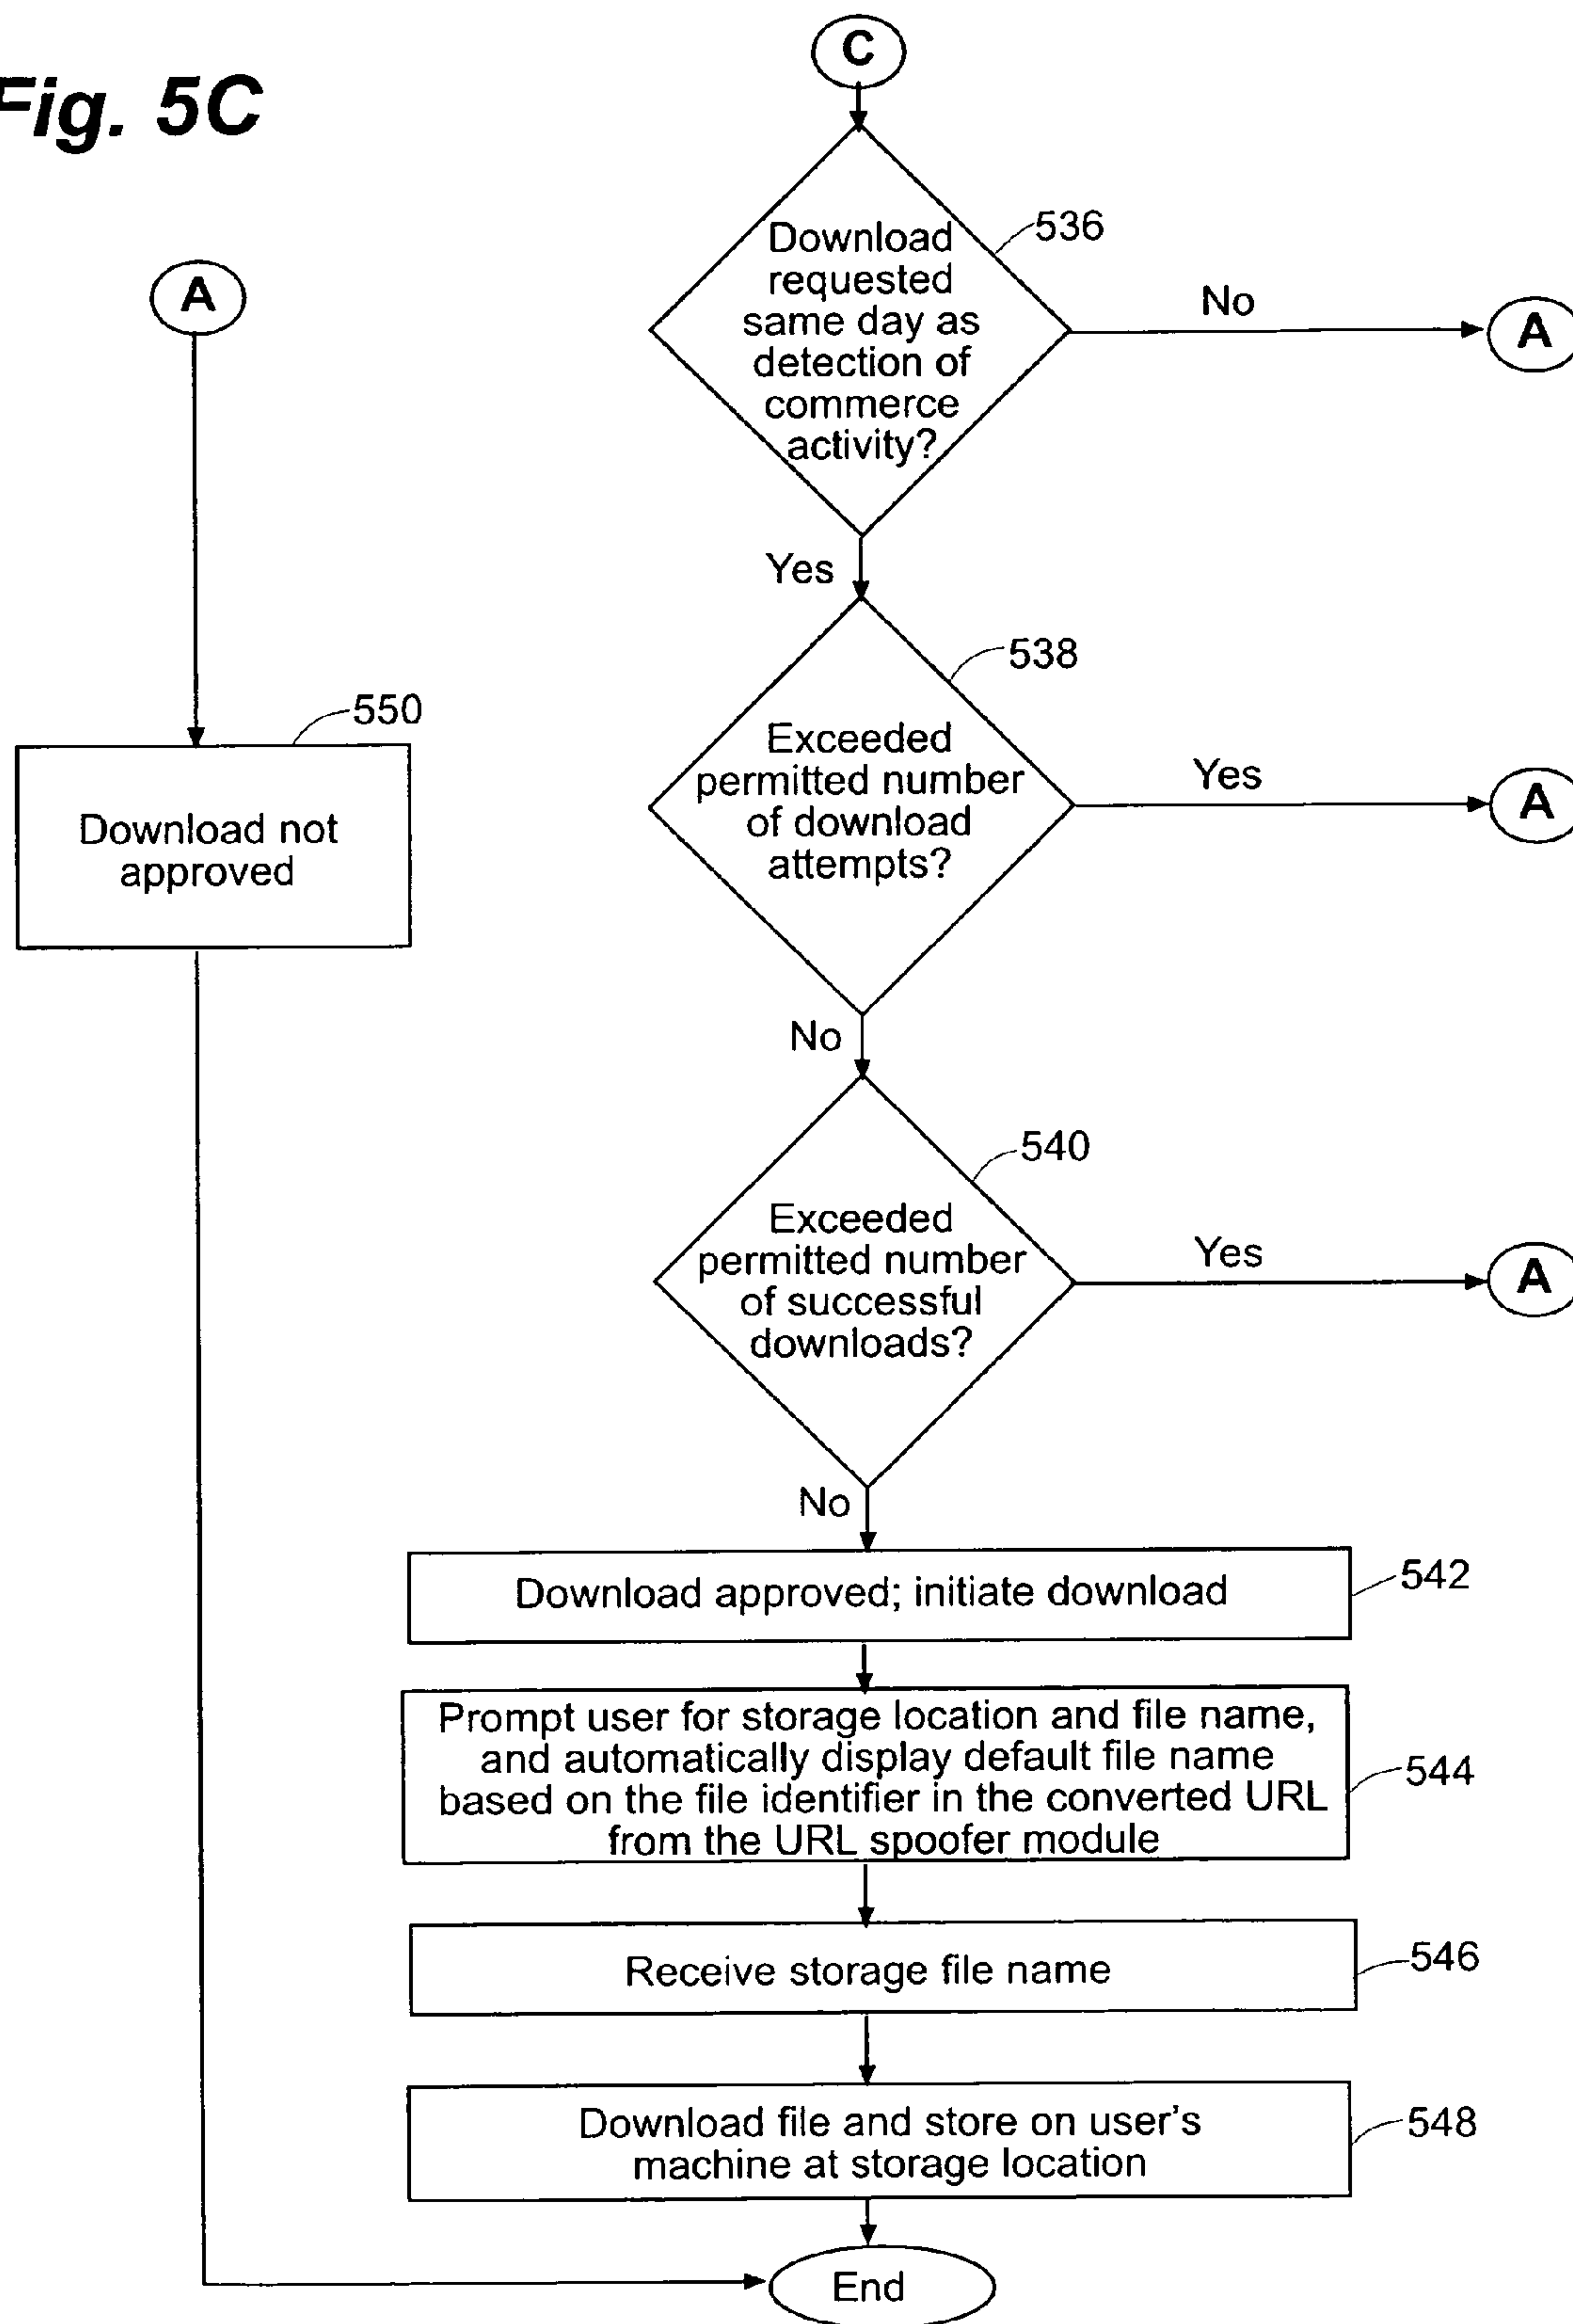 Fig. 5C
C
Download
requested
same day as
detection of
commerce
activity?
536
No
A
A
Yes
538
Exceeded
permitted number
of download
attempts?
Yes
A
550
Download not
approved
No
540
Exceeded
permitted number
of successful
downloads?
Yes
A
No
Download approved; initiate download
542
Prompt user for storage location and file name,
and automatically display default file name
based on the file identifier in the converted URL
from the URL spoofer module
544
Receive storage file name
546
Download file and store on user's
machine at storage location
548
End